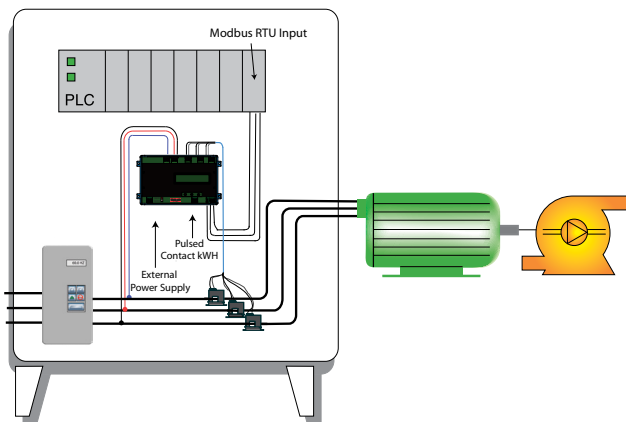 Modbus RTU Input
PLC
Pulsed
Contact kWH
External
Power Supply